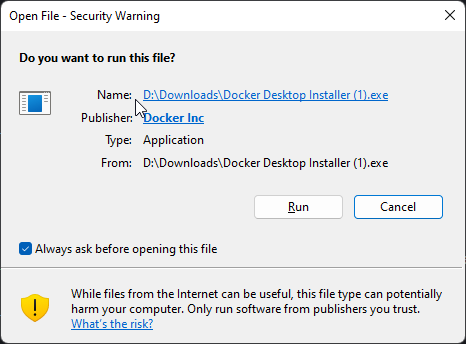 Open File - Security Warning
Do you want to run this file?
Name: D:\Downloads\Docker Desktop Installer (1).exe
Publisher: Docker Inc
Type: Application
From: D:\Downloads\Docker Desktop Installer (1).exe
Run Cancel
Always ask before opening this file
While files from the Internet can be useful, this file type can potentially
harm your computer. Only run software from publishers you trust.
What's the risk?